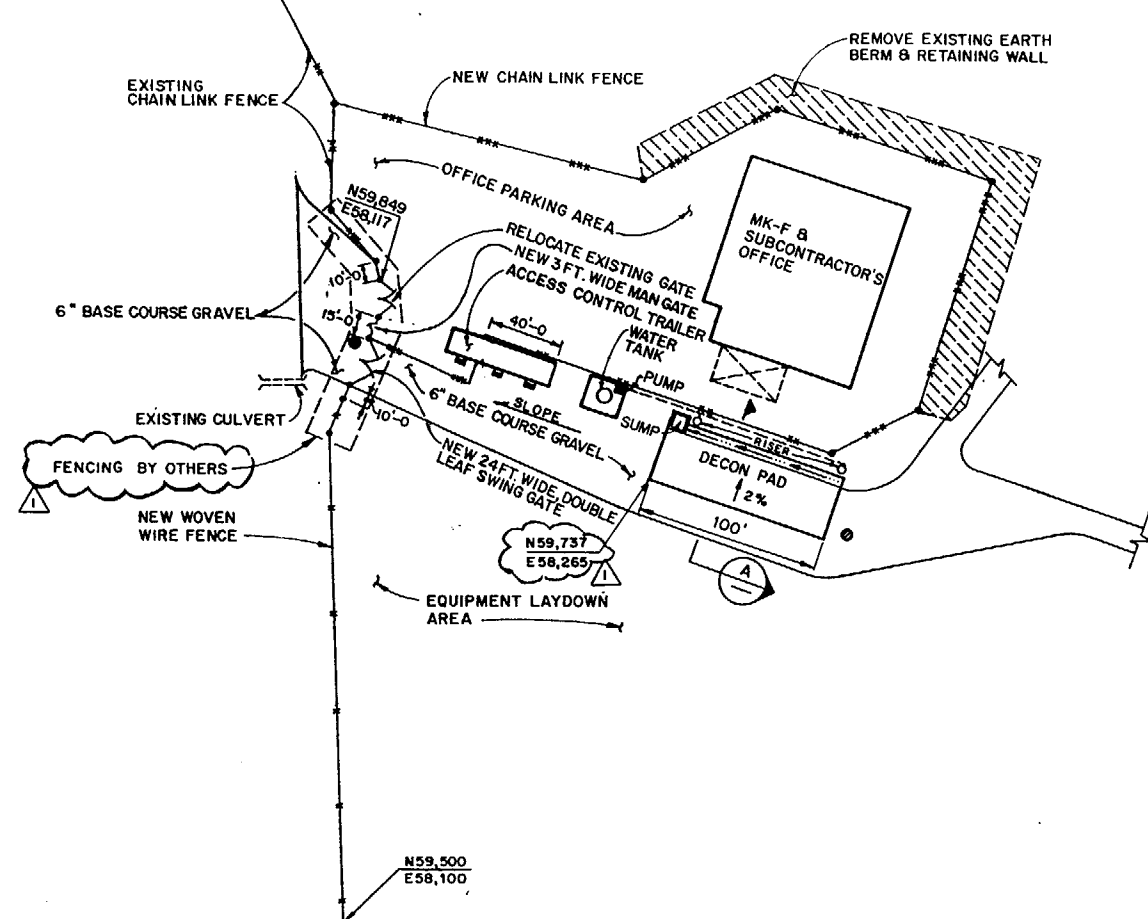 REMOVE EXISTING EARTH
BERM & RETAINING WALL
EXISTING
CHAIN LINK FENCE
NEW CHAIN LINK FENCE
OFFICE PARKING AREA
N59,849
E58,117
MK-F &
SUBCONTRACTOR'S
OFFICE
RELOCATE EXISTING GATE
NEW 3 FT. WIDE MAN GATE
ACCESS CONTROL TRAILER
10'-0
6" BASE COURSE GRAVEL
15'-0
40'-0
WATER
TANK
PUMP
EXISTING CULVERT
10'-0
6" BASE COURSE GRAVEL
SLOPE
SUMP
RISER
FENCING BY OTHERS
1
DECON PAD
2%
NEW 24 FT. WIDE, DOUBLE
LEAF SWING GATE
100'
NEW WOVEN
WIRE FENCE
N59,737
E58,265
1
A
EQUIPMENT LAYDOWN
AREA
N59,500
E58,100